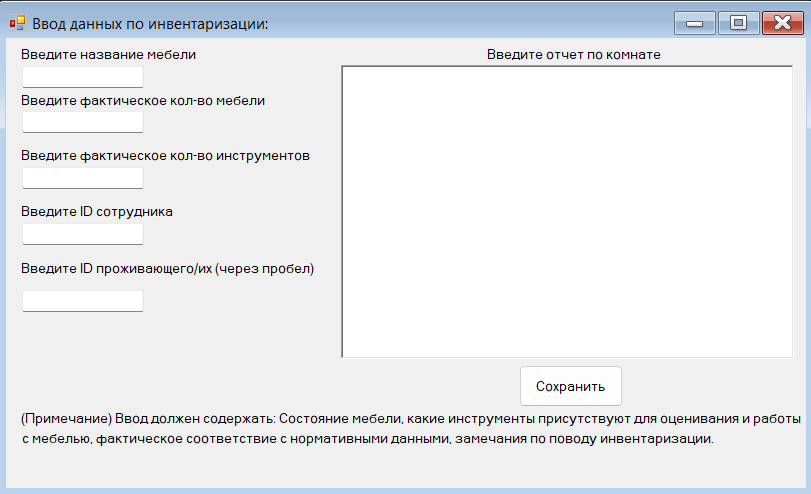 Ввод данных по инвентаризации:
Введите название мебели
Введите отчет по комнате
Введите фактическое кол-во мебели
Введите фактическое кол-во инструментов
Введите ID сотрудника
Введите ID проживающего/их (через пробел)
Сохранить
(Примечание) Ввод должен содержать: Состояние мебели, какие инструменты присутствуют для оценивания и работы
с мебелью, фактическое соответствие с нормативными данными, замечания по поводу инвентаризации.